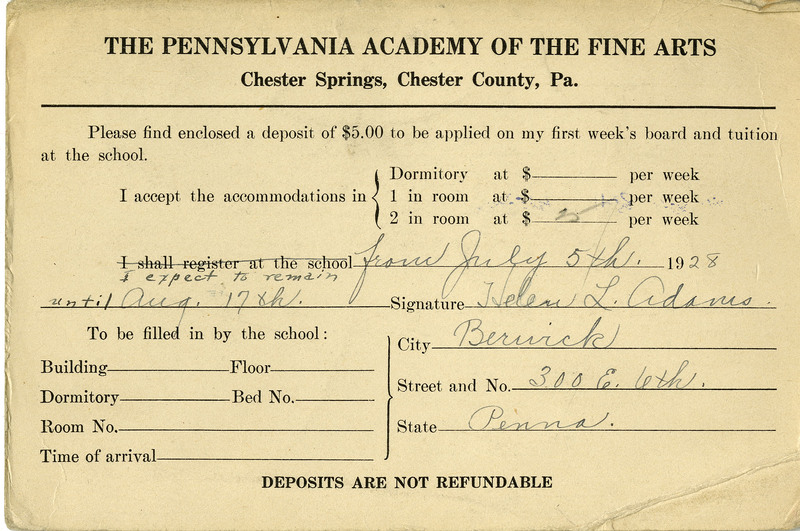 THE PENNSYLVANIA ACADEMY OF THE FINE ARTS
Chester Springs, Chester County, Pa.
Please find enclosed a deposit of $5.00 to be applied on my first week's board and tuition
at the school.
I accept the accommodations in
Dormitory at $ per week
1 in room at $ per week
2 in room at $ per week
I shall register at the school from July 5th. 1928
I expect to remain
until Aug. 17th. Signature Helen L. Adams.
To be filled in by the school:
City Berwick
Building Floor
Street and No. 300 E. 6th.
Dormitory Bed No.
Room No.
State Penna.
Time of arrival
DEPOSITS ARE NOT REFUNDABLE